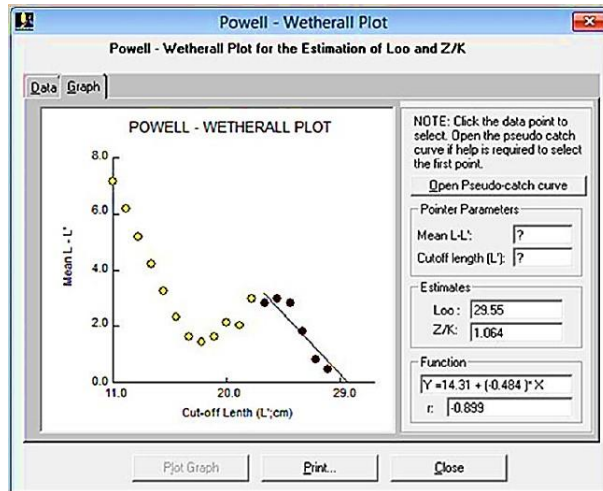 Powell - Wetherall Plot
Powell - Wetherall Plot for the Estimation of Loo and Z/K
Data Graph
POWELL - WETHERALL PLOT
8.0
6.0
4.0
2.0
0.0
Mean L - L'
11.0 20.0 29.0
Cut-off Lenth (L';cm)
NOTE: Click the data point to
select. Open the pseudo catch
curve if help is required to select
the first point.
Open Pseudo-catch curve
Pointer Parameters
Mean L-L': ?
Cutoff length (L'): ?
Estimates
Loo : 29.55
Z/K: 1.064
Function
Y =14.31 + (-0.484 )* X
r: -0.899
Plot Graph Print... Close